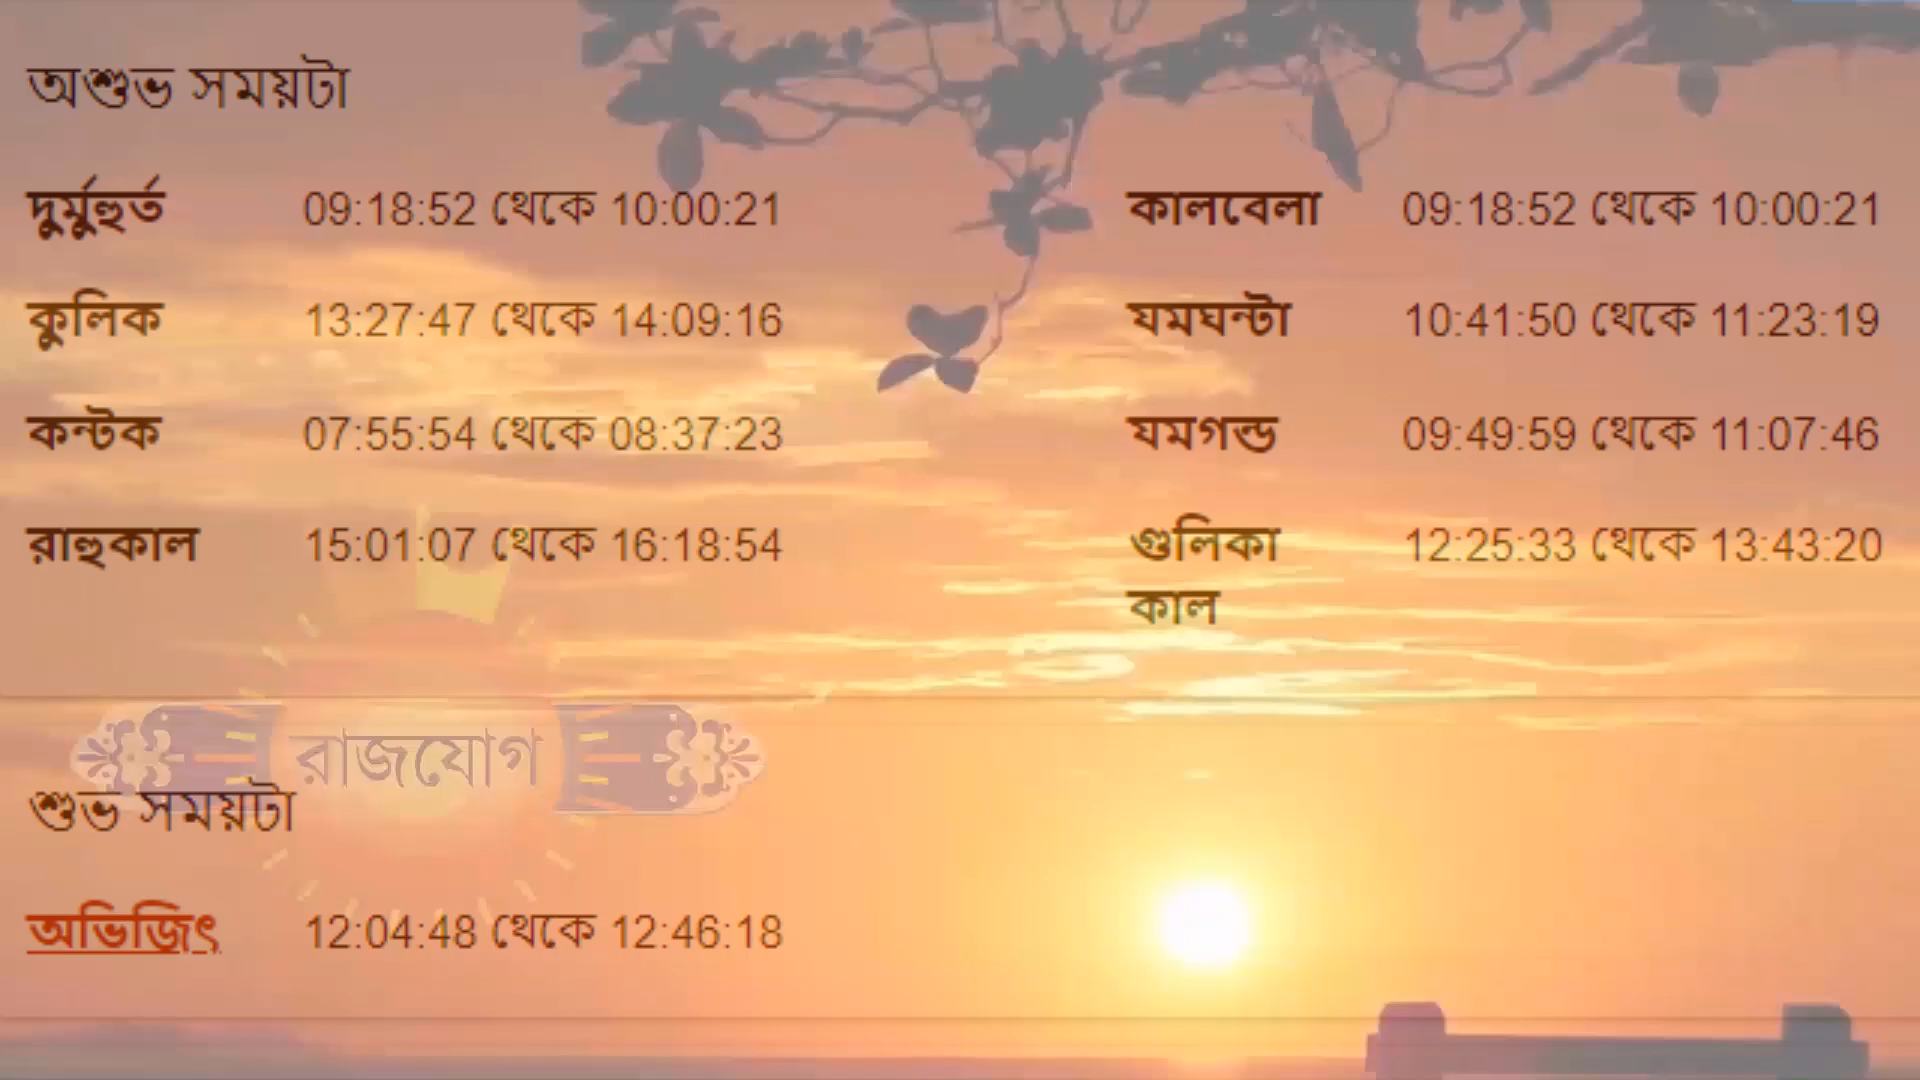 অশুভ সময়টা
দুর্মুহুর্ত 09:18:52 থেকে 10:00:21 কালবেলা 09:18:52 থেকে 10:00:21
কুলিক 13:27:47 থেকে 14:09:16 যমঘন্টা 10:41:50 থেকে 11:23:19
কন্টক 07:55:54 থেকে 08:37:23 যমগন্ড 09:49:59 থেকে 11:07:46
রাহুকাল 15:01:07 থেকে 16:18:54 গুলিকা 12:25:33 থেকে 13:43:20
কাল
রাজযোগ
শুভ সময়টা
অভিজিৎ 12:04:48 থেকে 12:46:18